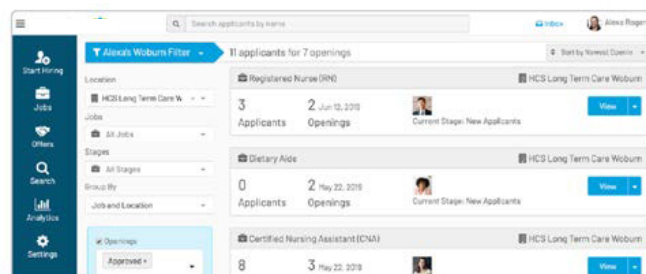 Search applicants by name
Inbox
Alexa Roger
Start Hiring
Jobs
Offers
Search
Analytics
Settings
Alexa's Woburn Filter
Location
HCS Long Term Care W
Jobs
All Jobs
Stages
All Stages
Group By
Job and Location
Openings
Approved ×
11 applicants for 7 openings
Sort by Newest Openin
Registered Nurse (RN)
HCS Long Term Care Woburn
3 2 Jun 12, 2019
Applicants Openings Current Stage: New Applicants
View
Dietary Aide
HCS Long Term Care Woburn
0 2 May 22, 2019
Applicants Openings Current Stage: New Applicants
View
Certified Nursing Assistant (CNA)
HCS Long Term Care Woburn
8 3 May 22, 2019
View